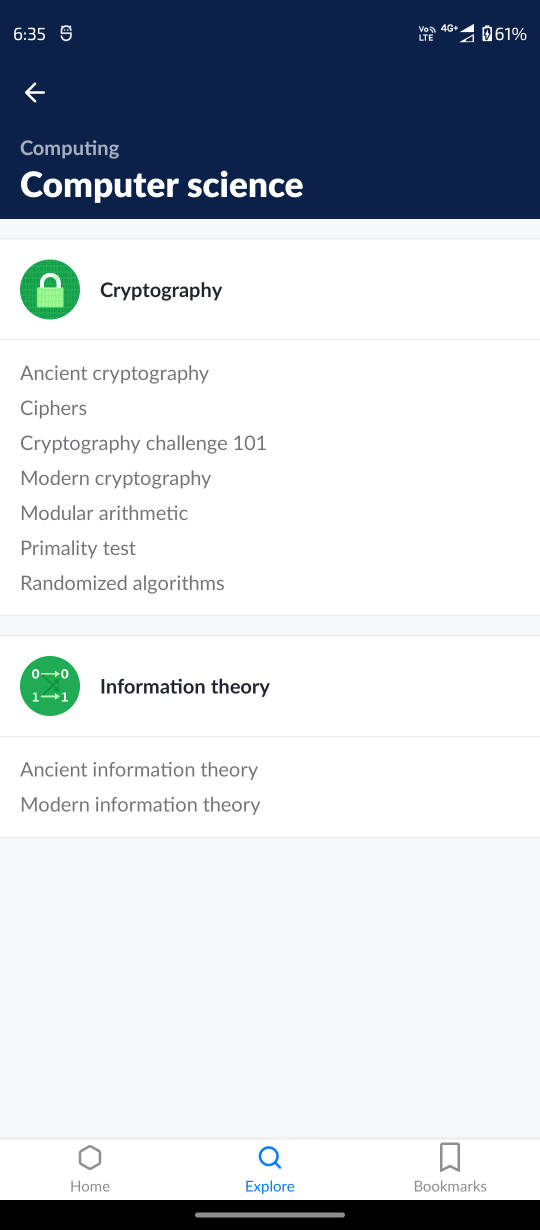 6:35
Vo LTE 4G+ 61%
Computing
Computer science
Cryptography
Ancient cryptography
Ciphers
Cryptography challenge 101
Modern cryptography
Modular arithmetic
Primality test
Randomized algorithms
0 0
1 1
Information theory
Ancient information theory
Modern information theory
Home Explore Bookmarks